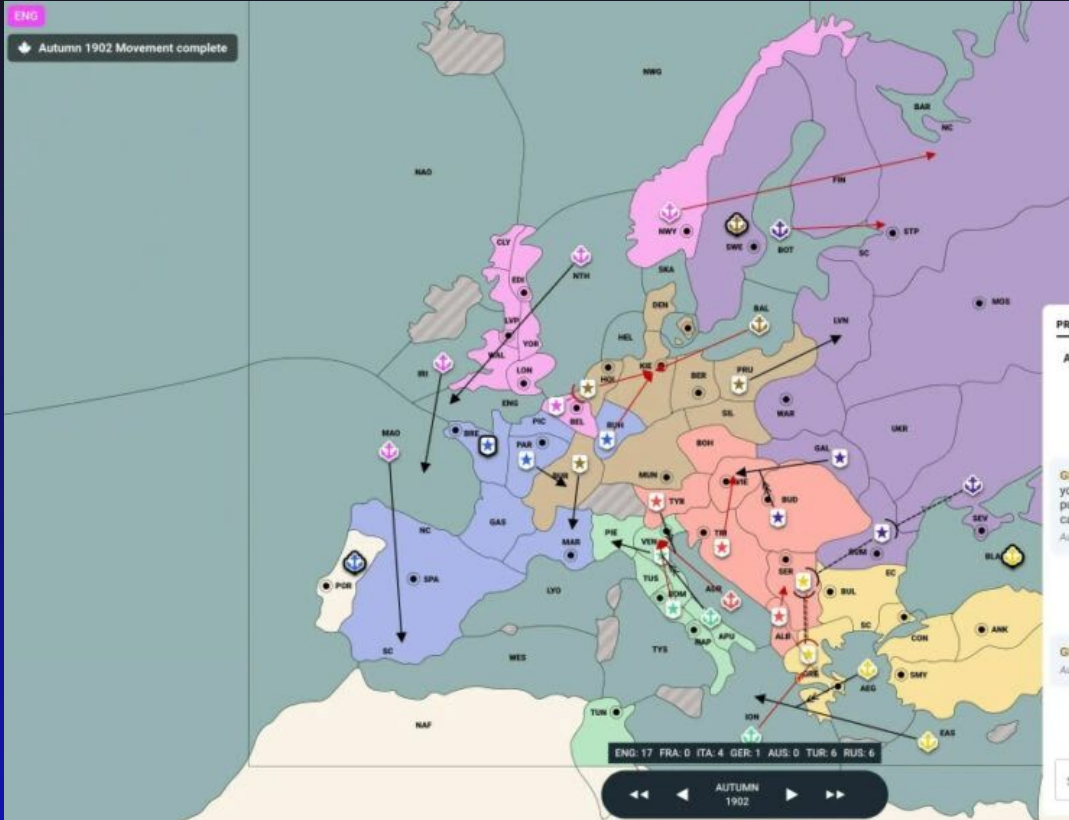 ENG
Autumn 1902 Movement complete
NWG
BAR
NC
NAO
FIN
NWY
SWE
BOT
STP
SC
CLY
EDI
NTH
SKA
MOS
DEN
BAL
LVN
LVP
YOR
HEL
WAL
IRI
LON
HOL
KIE
BER
PRU
ENG
BEL
RUH
SIL
WAR
UKR
PIC
BRE
PAR
BUR
MUN
BOH
GAL
MAO
VIE
BUD
TYR
NC
GAS
MAR
PIE
VEN
TRI
RUM
SEV
BLA
POR
SPA
LYO
TUS
ROM
ADR
SER
EC
BUL
SC
ALB
NAP
APU
CON
ANK
SC
WES
TYS
GRE
AEG
SMY
NAF
TUN
ION
EAS
ENG: 17 FRA: 0 ITA: 4 GER: 1 AUS: 0 TUR: 6 RUS: 6
AUTUMN
1902